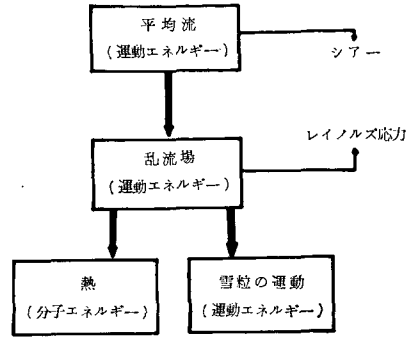 平均流
(運動エネルギー)
シアー
レイノルズ応力
乱流場
(運動エネルギー)
熱
(分子エネルギー)
雪粒の運動
(運動エネルギー)